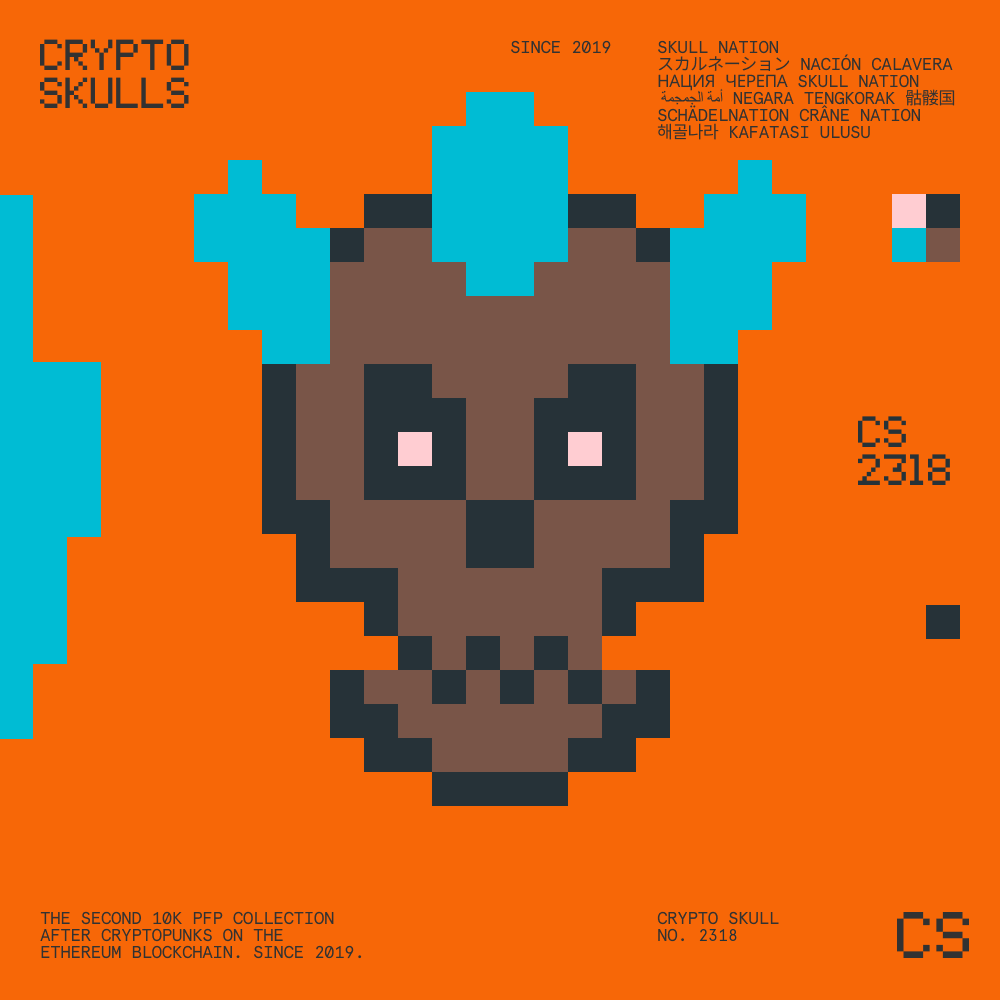 CRYPTO
SKULLS
SINCE 2019
SKULL NATION
スカルネーション NACIÓN CALAVERA
НАЦИЯ ЧЕРЕПА SKULL NATION
أمة الجمجمة NEGARA TENGKORAK 骷髅国
SCHÄDELNATION CRÂNE NATION
해골나라 KAFATASI ULUSU
CS
2318
THE SECOND 10K PFP COLLECTION
AFTER CRYPTOPUNKS ON THE
ETHEREUM BLOCKCHAIN. SINCE 2019.
CRYPTO SKULL
NO. 2318
CS